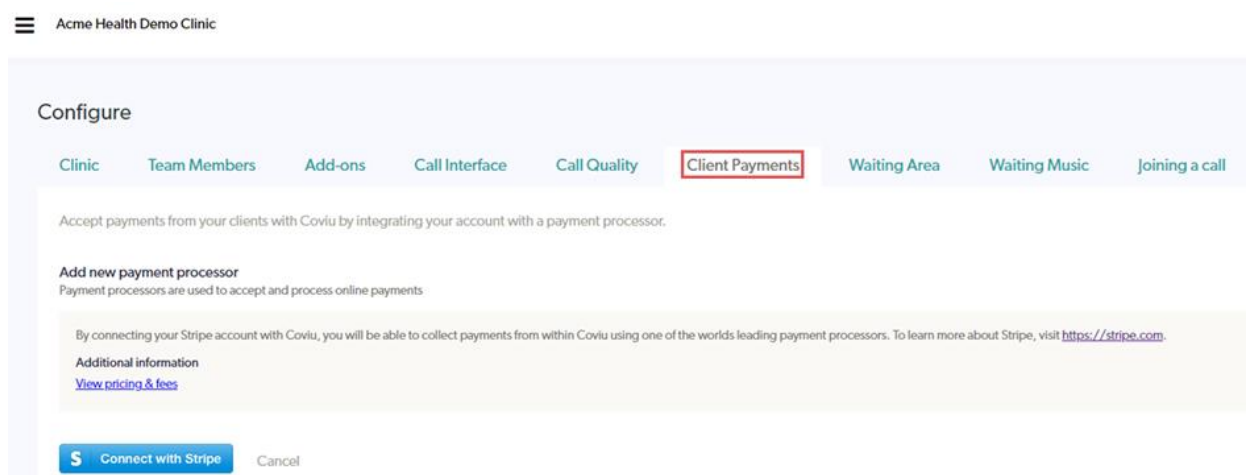 Acme Health Demo Clinic
Configure
Clinic Team Members Add-ons Call Interface Call Quality Client Payments Waiting Area Waiting Music Joining a call
Accept payments from your clients with Coviu by integrating your account with a payment processor.
Add new payment processor
Payment processors are used to accept and process online payments
By connecting your Stripe account with Coviu, you will be able to collect payments from within Coviu using one of the worlds leading payment processors. To learn more about Stripe, visit https://stripe.com.
Additional information
View pricing & fees
S Connect with Stripe Cancel